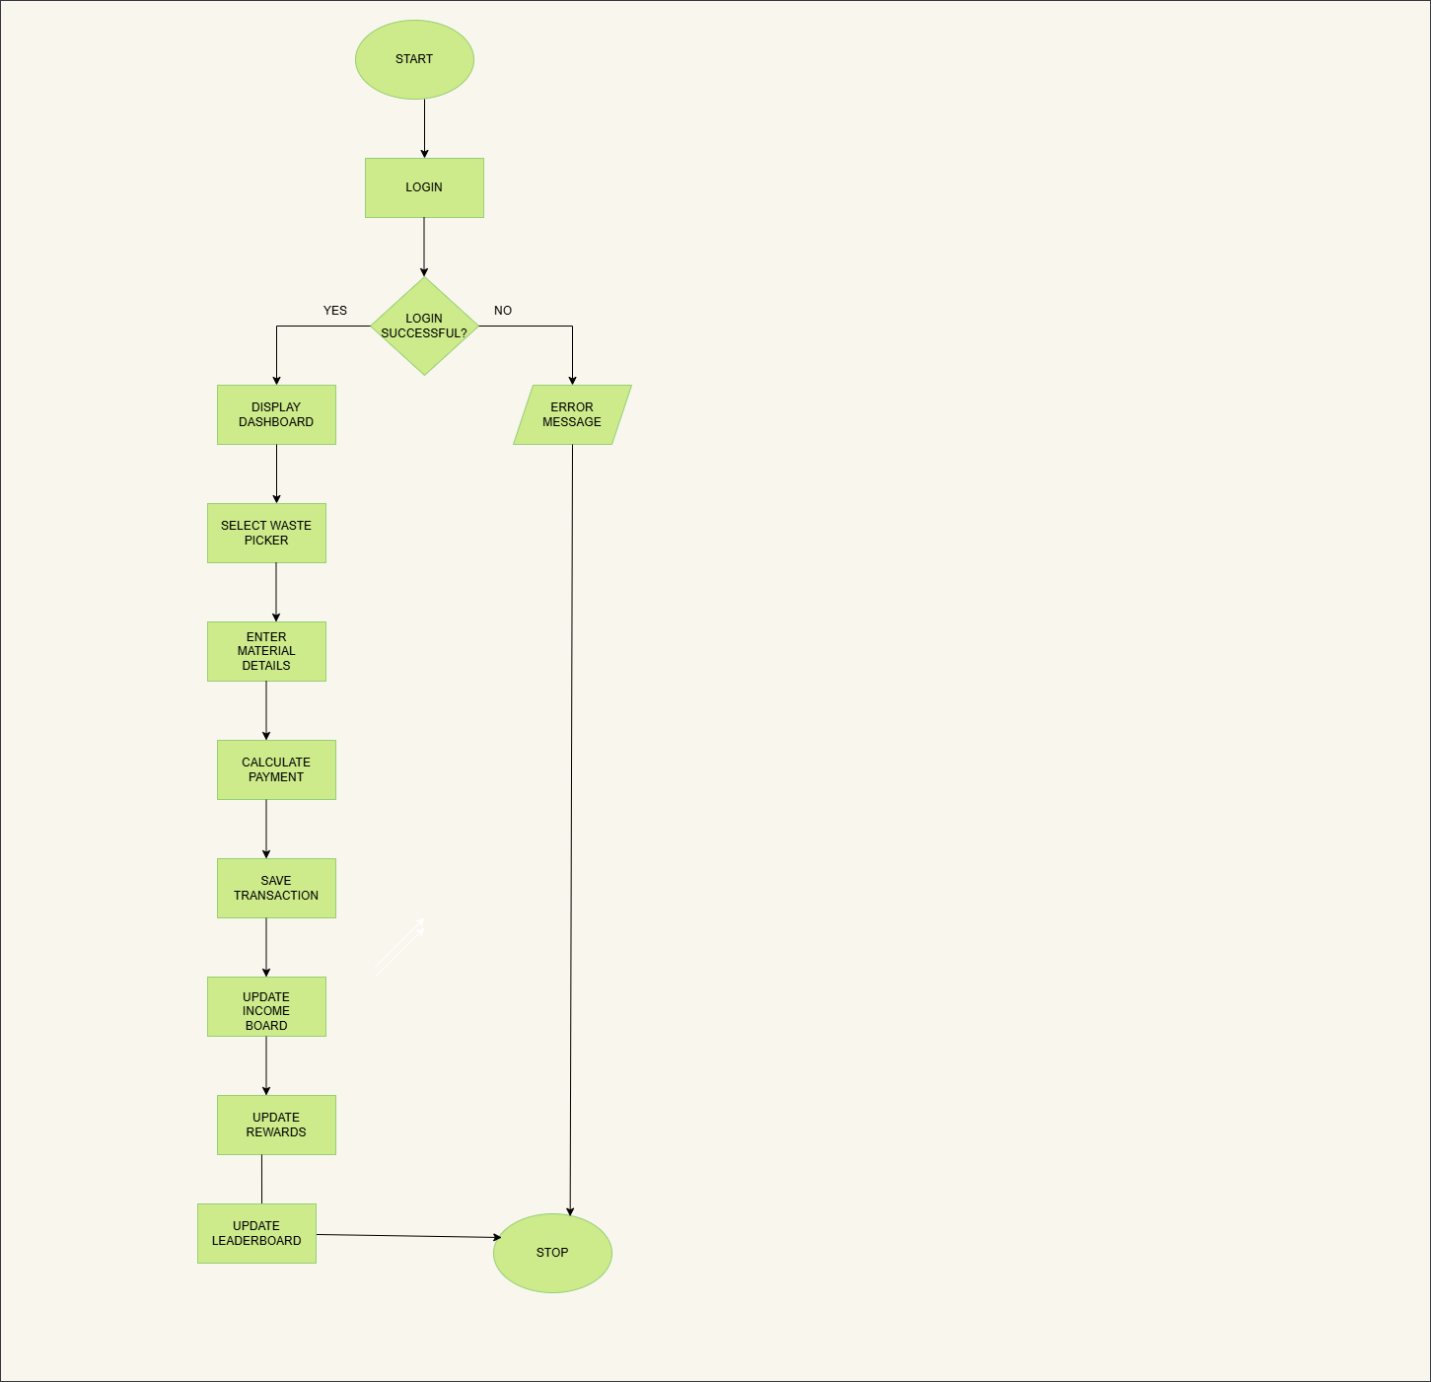 START
LOGIN
YES
NO
LOGIN
SUCCESSFUL?
DISPLAY
DASHBOARD
ERROR
MESSAGE
SELECT WASTE
PICKER
ENTER
MATERIAL
DETAILS
CALCULATE
PAYMENT
SAVE
TRANSACTION
UPDATE
INCOME
BOARD
UPDATE
REWARDS
UPDATE
LEADERBOARD
STOP